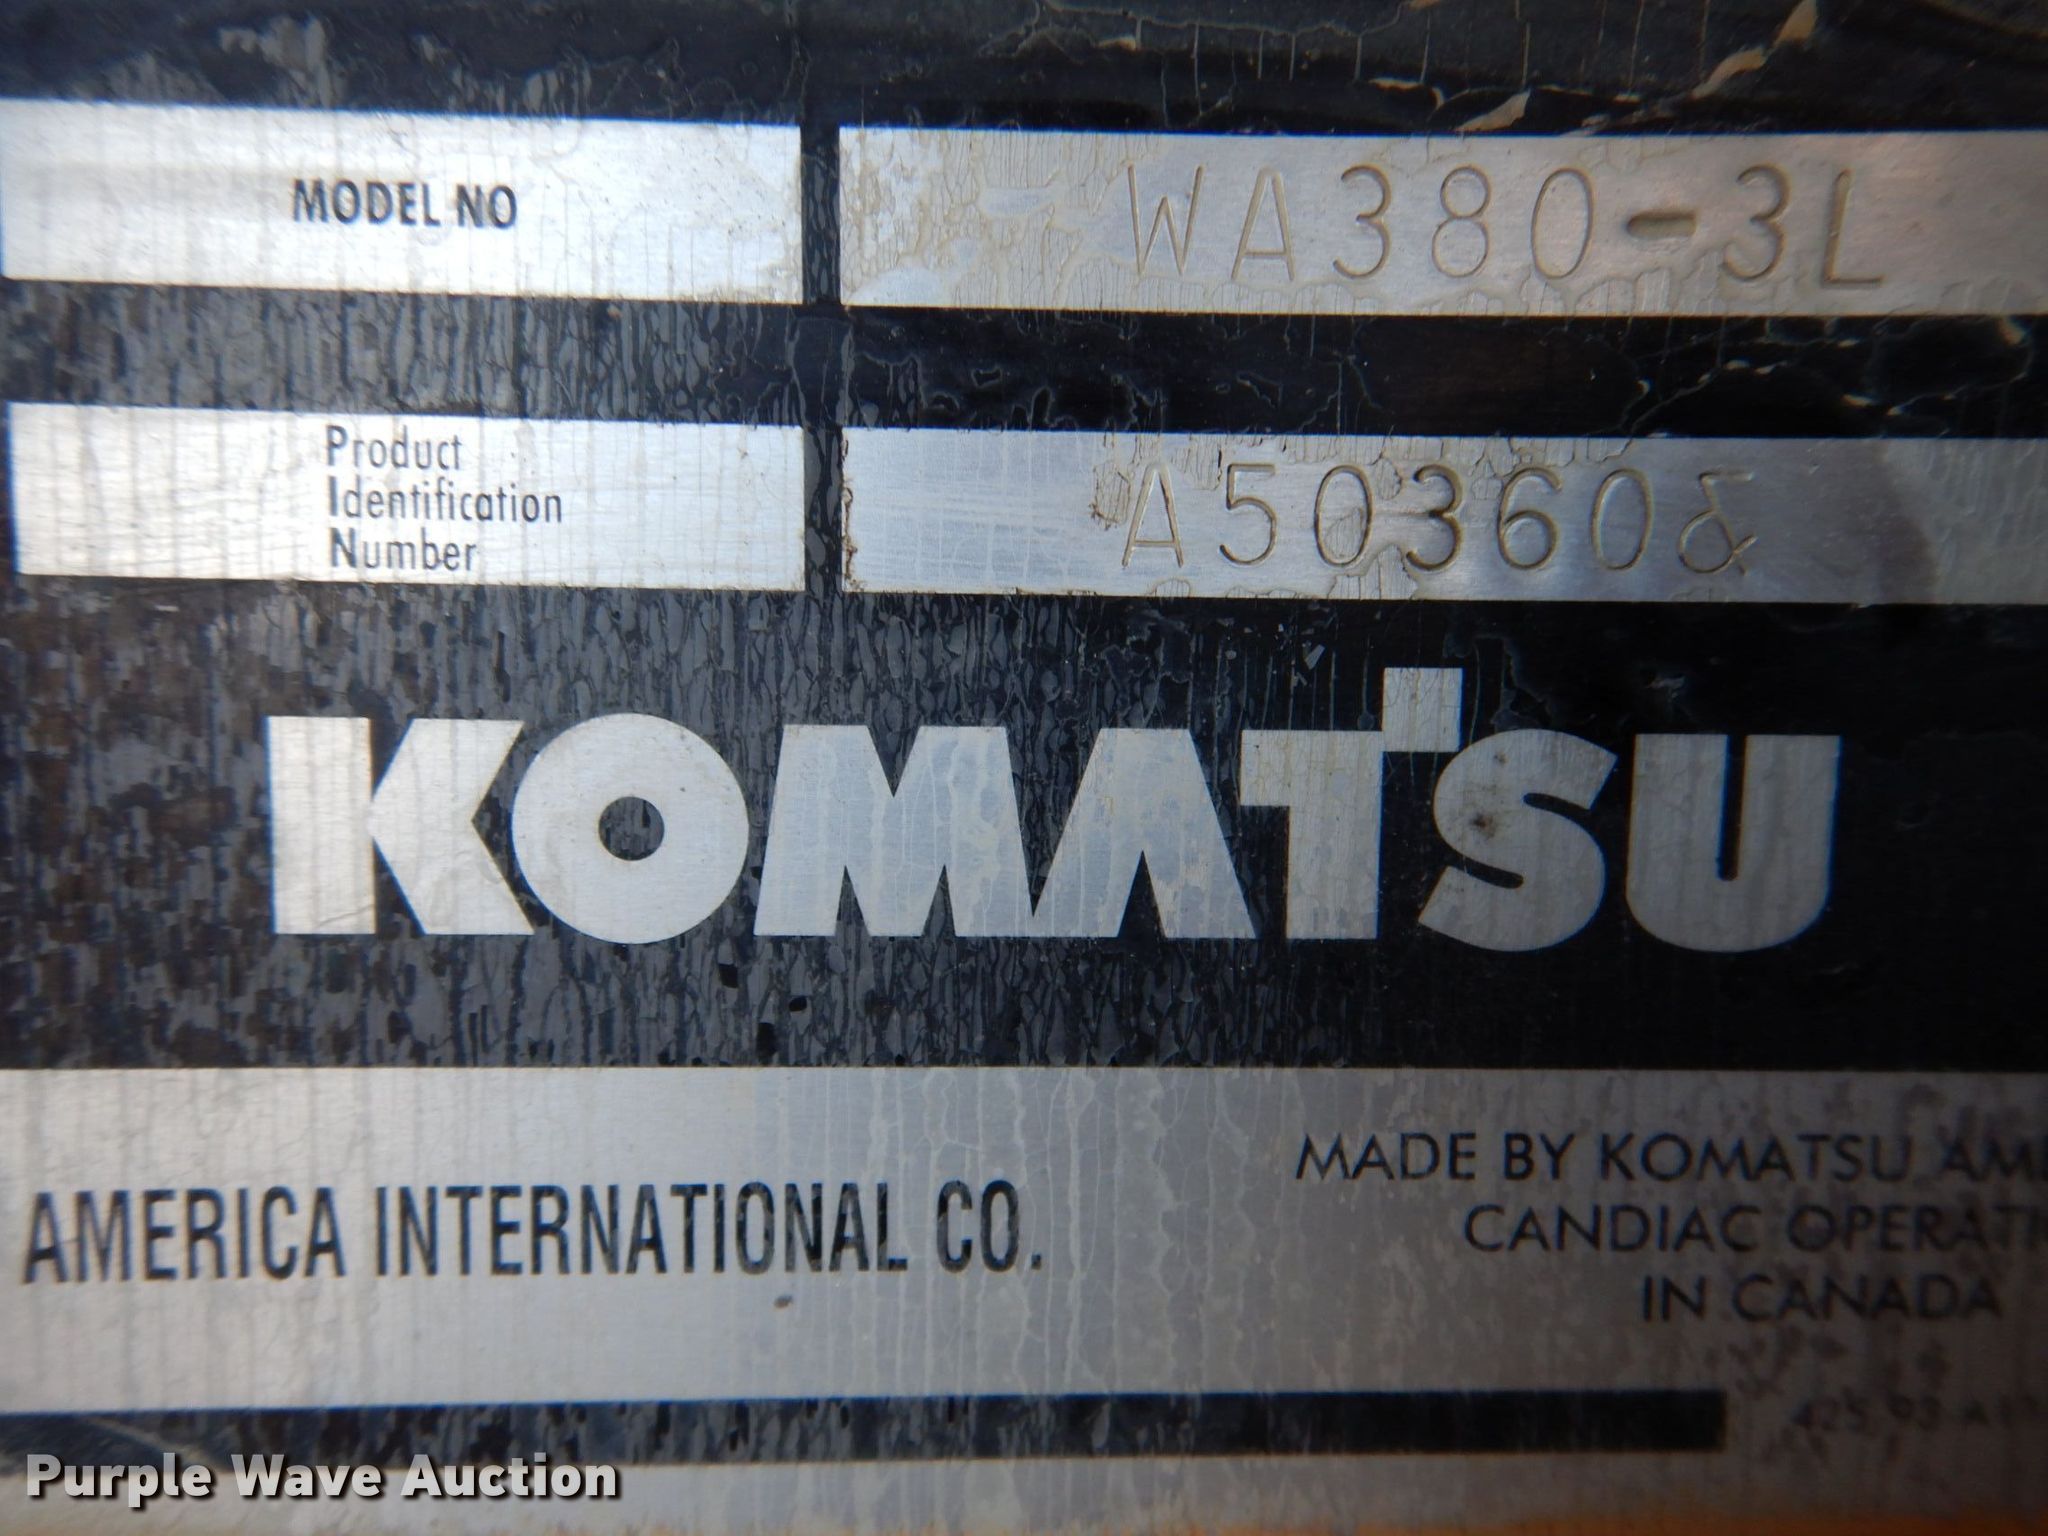 MODEL NO WA380-3L
Product
Identification
Number
A50360&
KOMATSU
AMERICA INTERNATIONAL CO.
MADE BY KOMATSU
CANDIAC
IN CANADA
Purple Wave Auction